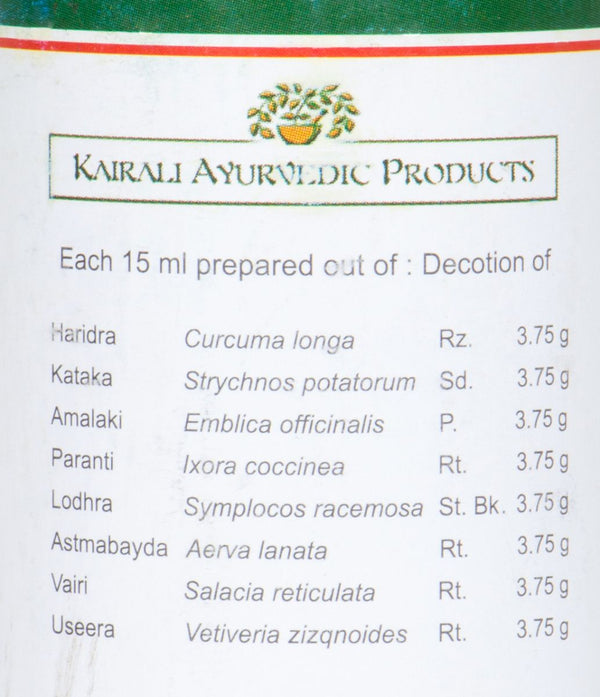 KAIRALI AYURVEDIC PRODUCTS
Each 15 ml prepared out of : Decotion of
Haridra Curcuma longa Rz. 3.75 g
Kataka Strychnos potatorum Sd. 3.75 g
Amalaki Emblica officinalis P. 3.75 g
Paranti Ixora coccinea Rt. 3.75 g
Lodhra Symplocos racemosa St. Bk. 3.75 g
Astmabayda Aerva lanata Rt. 3.75 g
Vairi Salacia reticulata Rt. 3.75 g
Useera Vetiveria zizqnoides Rt. 3.75 g